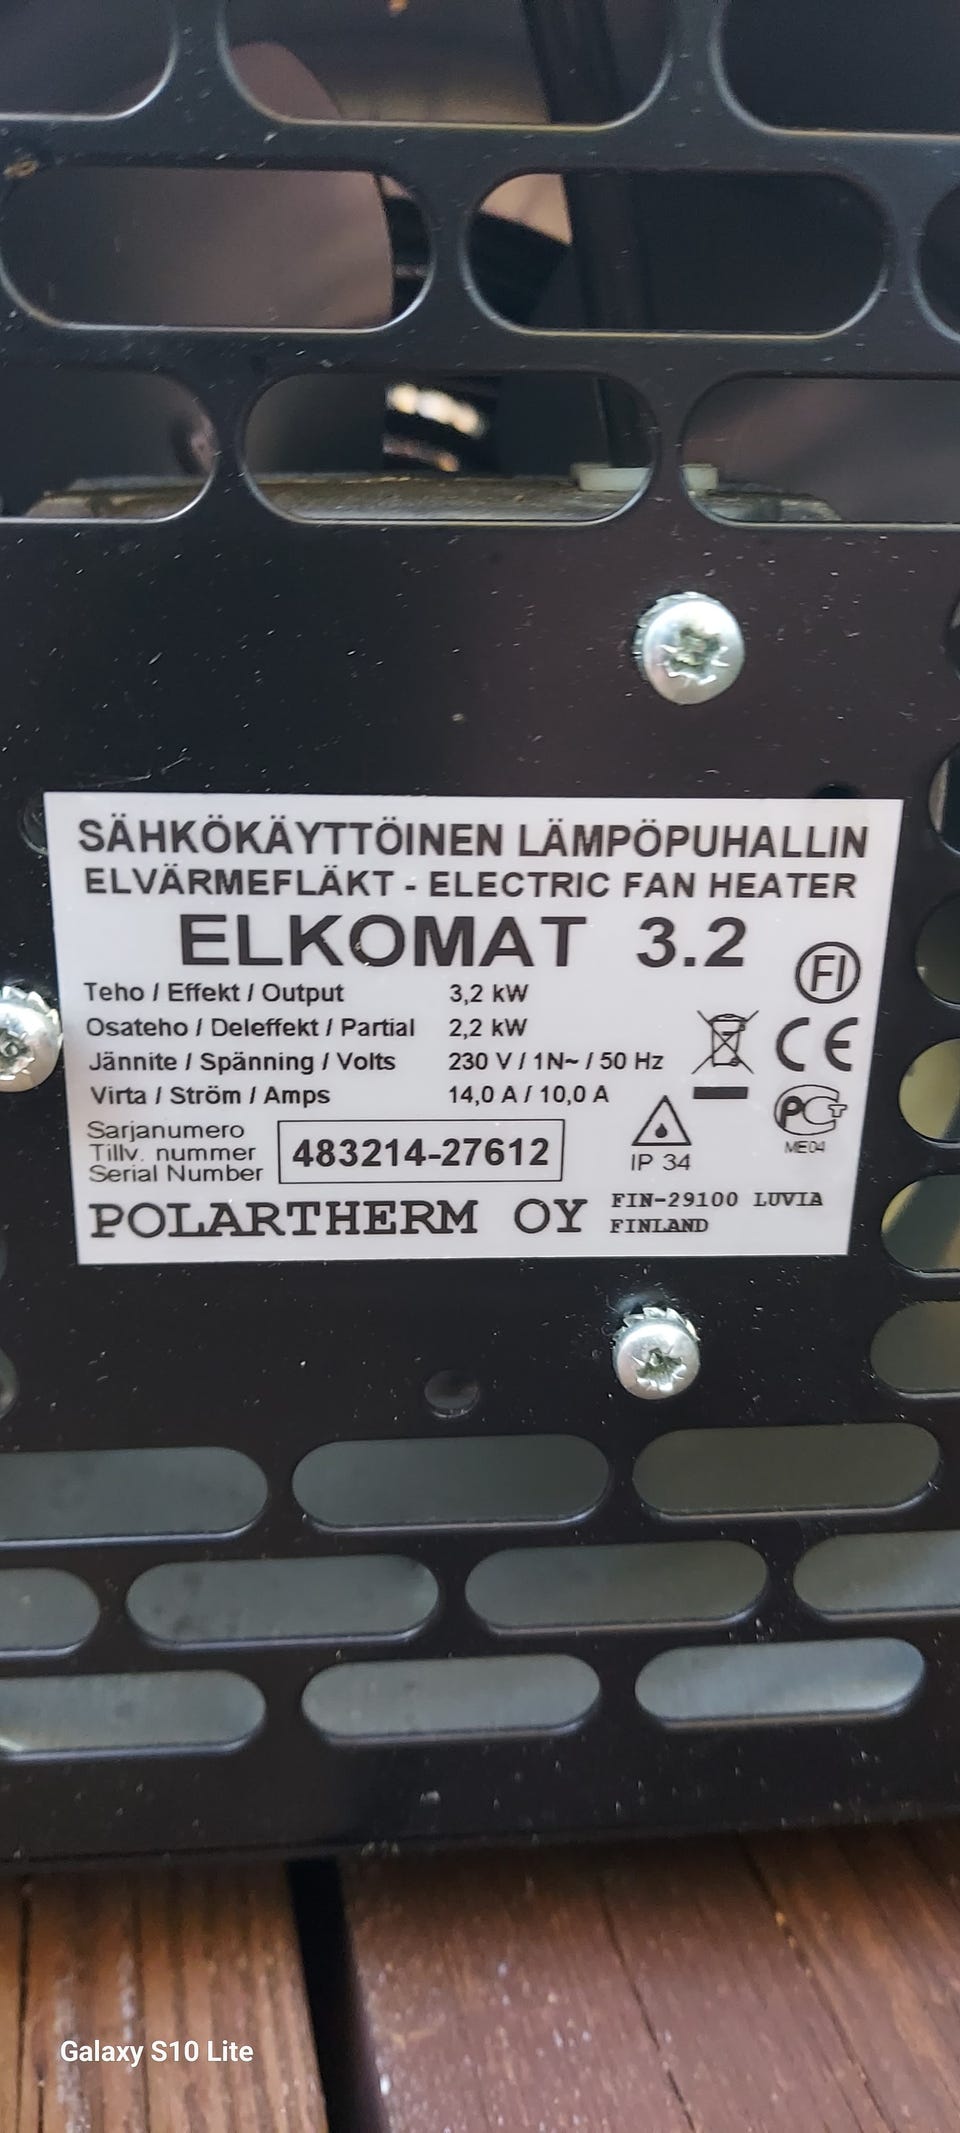 SÄHKÖKÄYTTÖINEN LÄMPÖPUHALLIN
ELVÄRMEFLÄKT - ELECTRIC FAN HEATER
ELKOMAT 3.2
FI
Teho / Effekt / Output 3,2 kW
Osateho / Deleffekt / Partial 2,2 kW
Jännite / Spänning / Volts 230 V / 1N~ / 50 Hz
CE
Virta / Ström / Amps 14,0 A / 10,0 A
PCT
ME04
Sarjanumero
Tillv. nummer
Serial Number
483214-27612
IP 34
POLARTHERM OY
FIN-29100 LUVIA
FINLAND
Galaxy S10 Lite